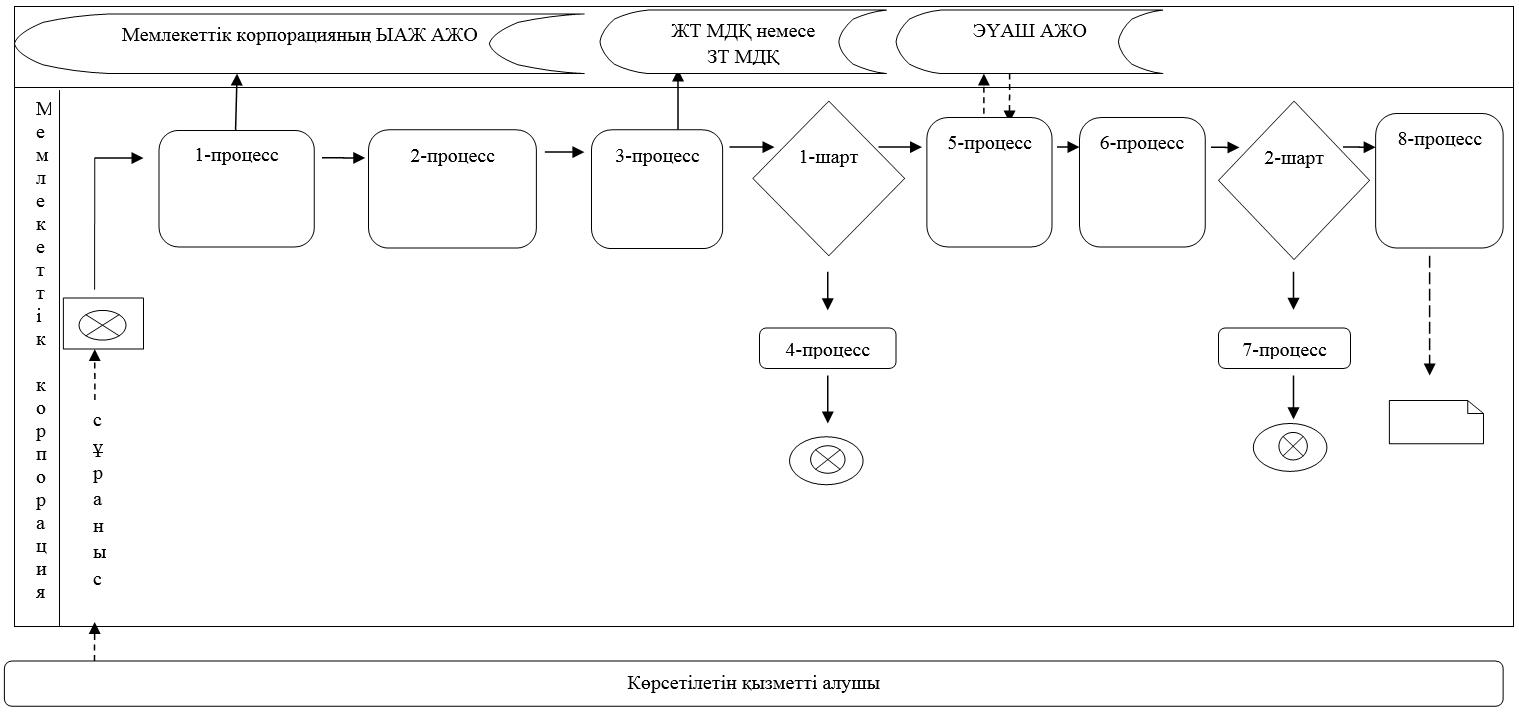 Мемлекеттік корпорацияның ЫАЖ АЖО
ЖТ МДҚ немесе
ЗТ МДҚ
ЭҮАШ АЖО
Мемлекеттік корпорация
1-процесс
2-процесс
3-процесс
1-шарт
5-процесс
6-процесс
2-шарт
8-процесс
4-процесс
7-процесс
сұраныс
Көрсетілетін қызметті алушы